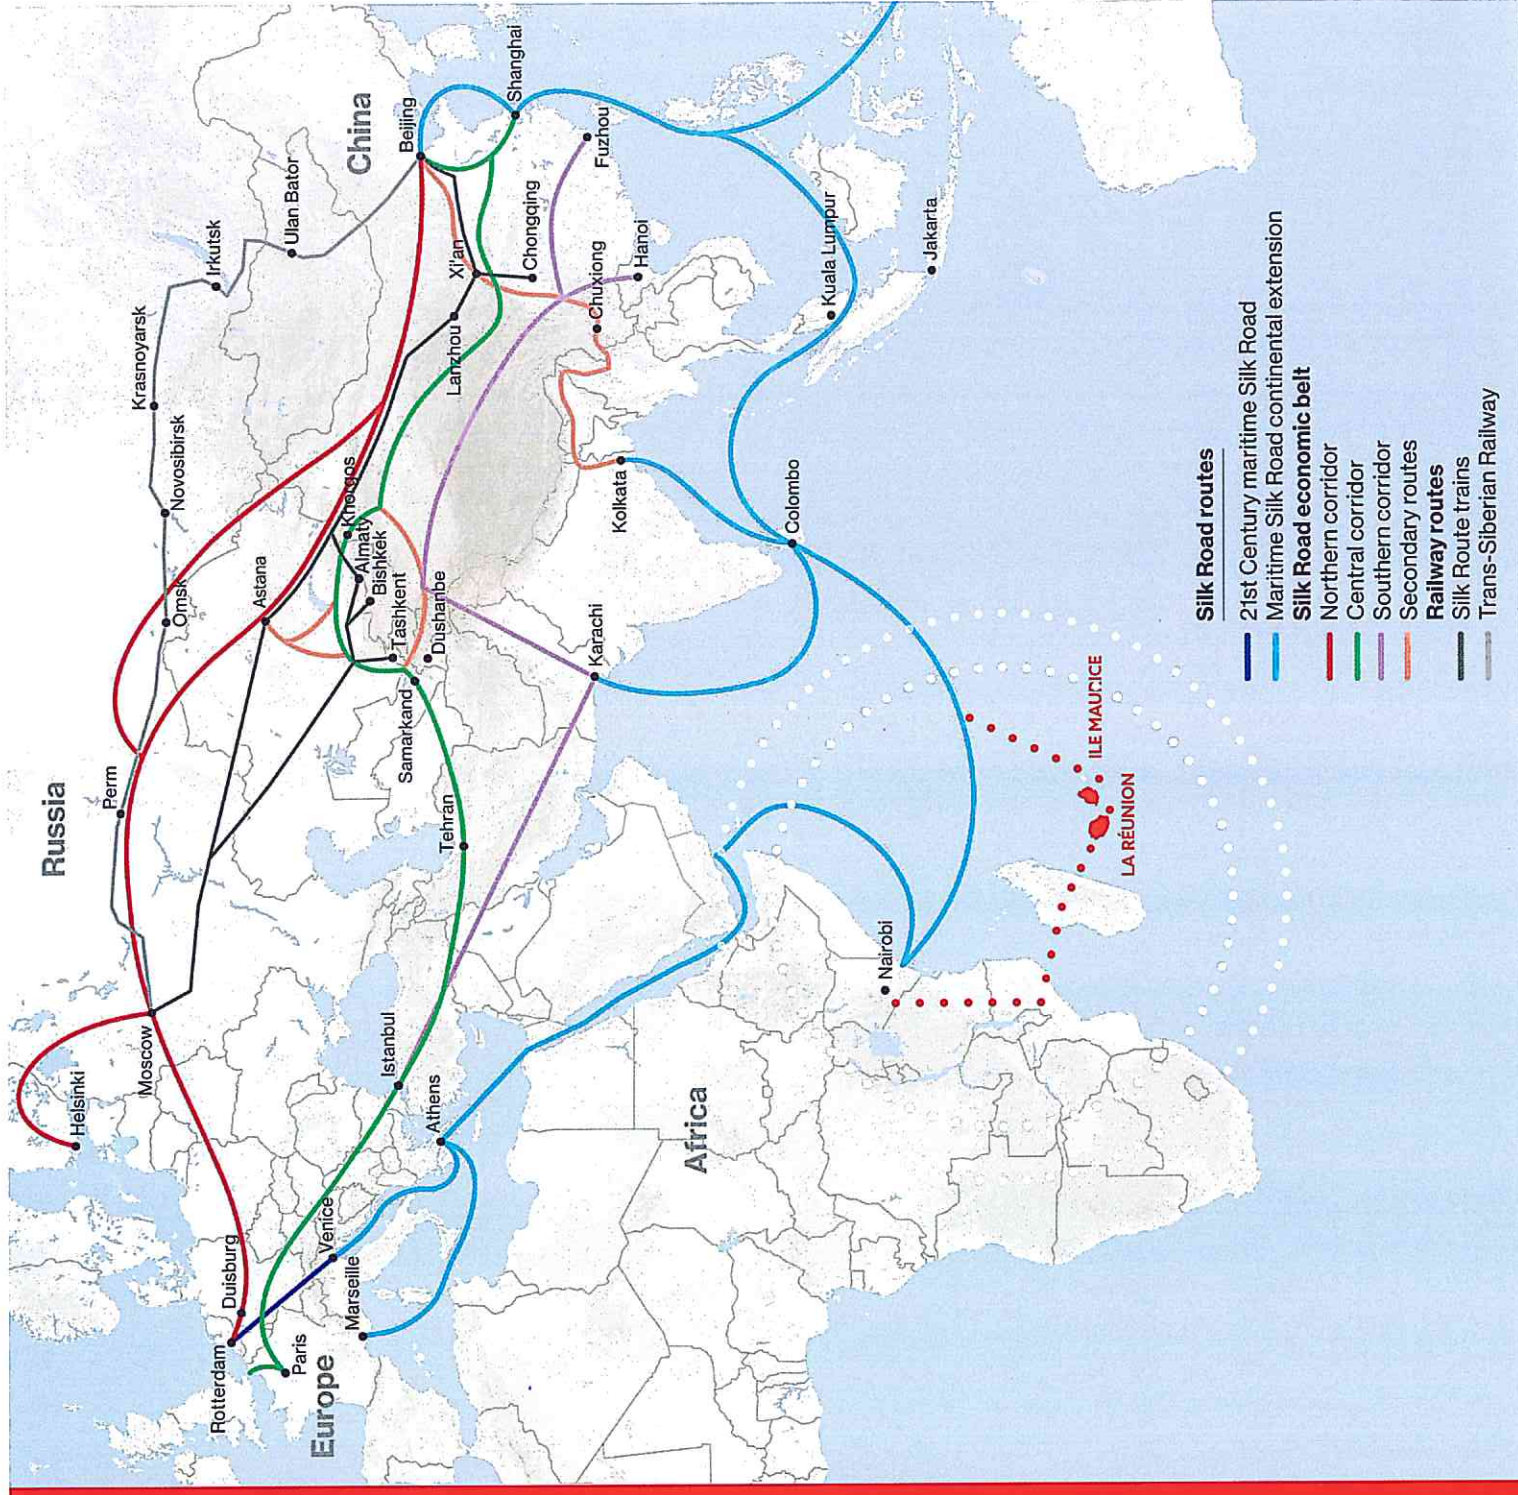 Russia
China
Europe
Africa
Helsinki
Moscow
Perm
Omsk
Novosibirsk
Krasnoyarsk
Irkutsk
Ulan Bator
Beijing
Shanghai
Rotterdam
Duisburg
Paris
Venice
Marseille
Istanbul
Athens
Tehran
Samarkand
Dushanbe
Tashkent
Bishkek
Almaty
Khorgos
Astana
Lanzhou
Xi'an
Chongqing
Fuzhou
Chuxiong
Hanoi
Kolkata
Karachi
Colombo
Kuala Lumpur
Jakarta
Nairobi
ILE MAURICE
LA RÉUNION
Silk Road routes
21st Century maritime Silk Road
Maritime Silk Road continental extension
Silk Road economic belt
Northern corridor
Central corridor
Southern corridor
Secondary routes
Railway routes
Silk Route trains
Trans-Siberian Railway